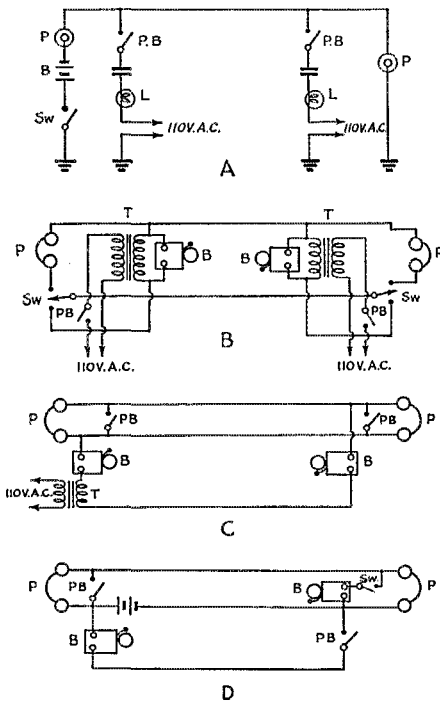 P P.B P.B P
B L L
Sw 110V.A.C. 110V.A.C.
A
T T
P B B P
Sw PB PB Sw
110V.A.C. B 110V.A.C.
P PB PB P
B B
110V.A.C. T
C
P PB B Sw. P
B PB
D